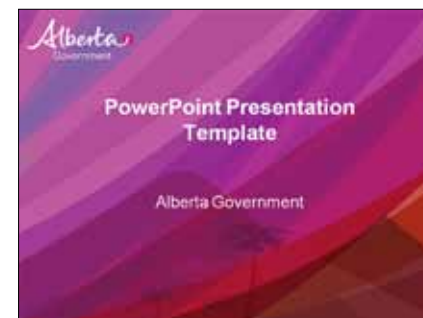 Alberta
Government
PowerPoint Presentation
Template
Alberta Government